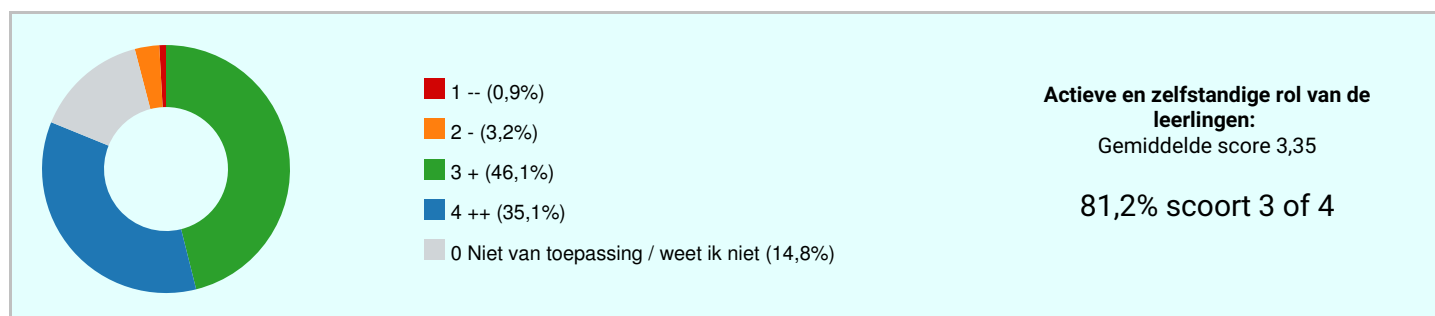 1 -- (0,9%)
2 - (3,2%)
3 + (46,1%)
4 ++ (35,1%)
0 Niet van toepassing / weet ik niet (14,8%)
Actieve en zelfstandige rol van de
leerlingen:
Gemiddelde score 3,35
81,2% scoort 3 of 4